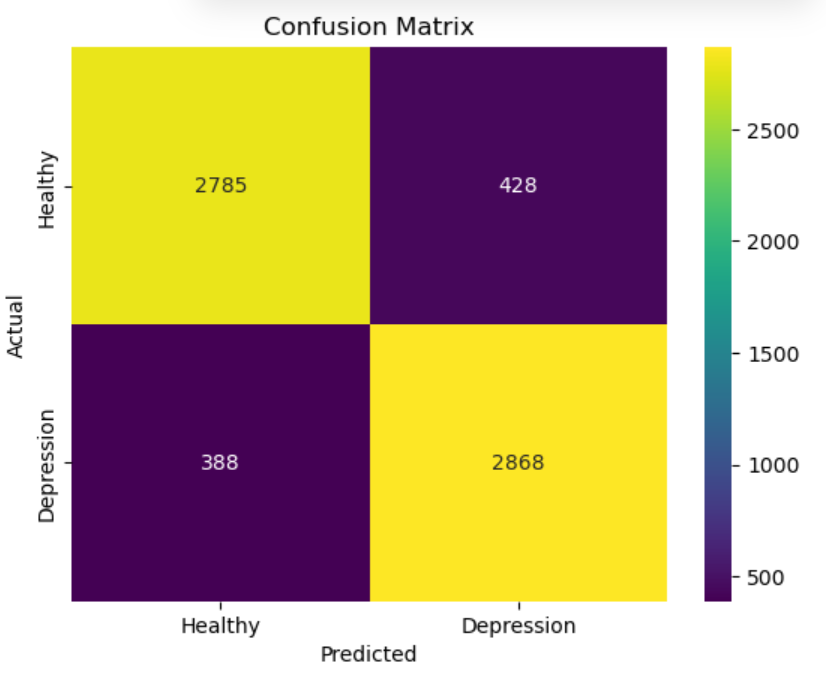 Confusion Matrix
Actual
Healthy
Depression
2785
428
388
2868
Healthy
Depression
Predicted
2500
2000
1500
1000
500